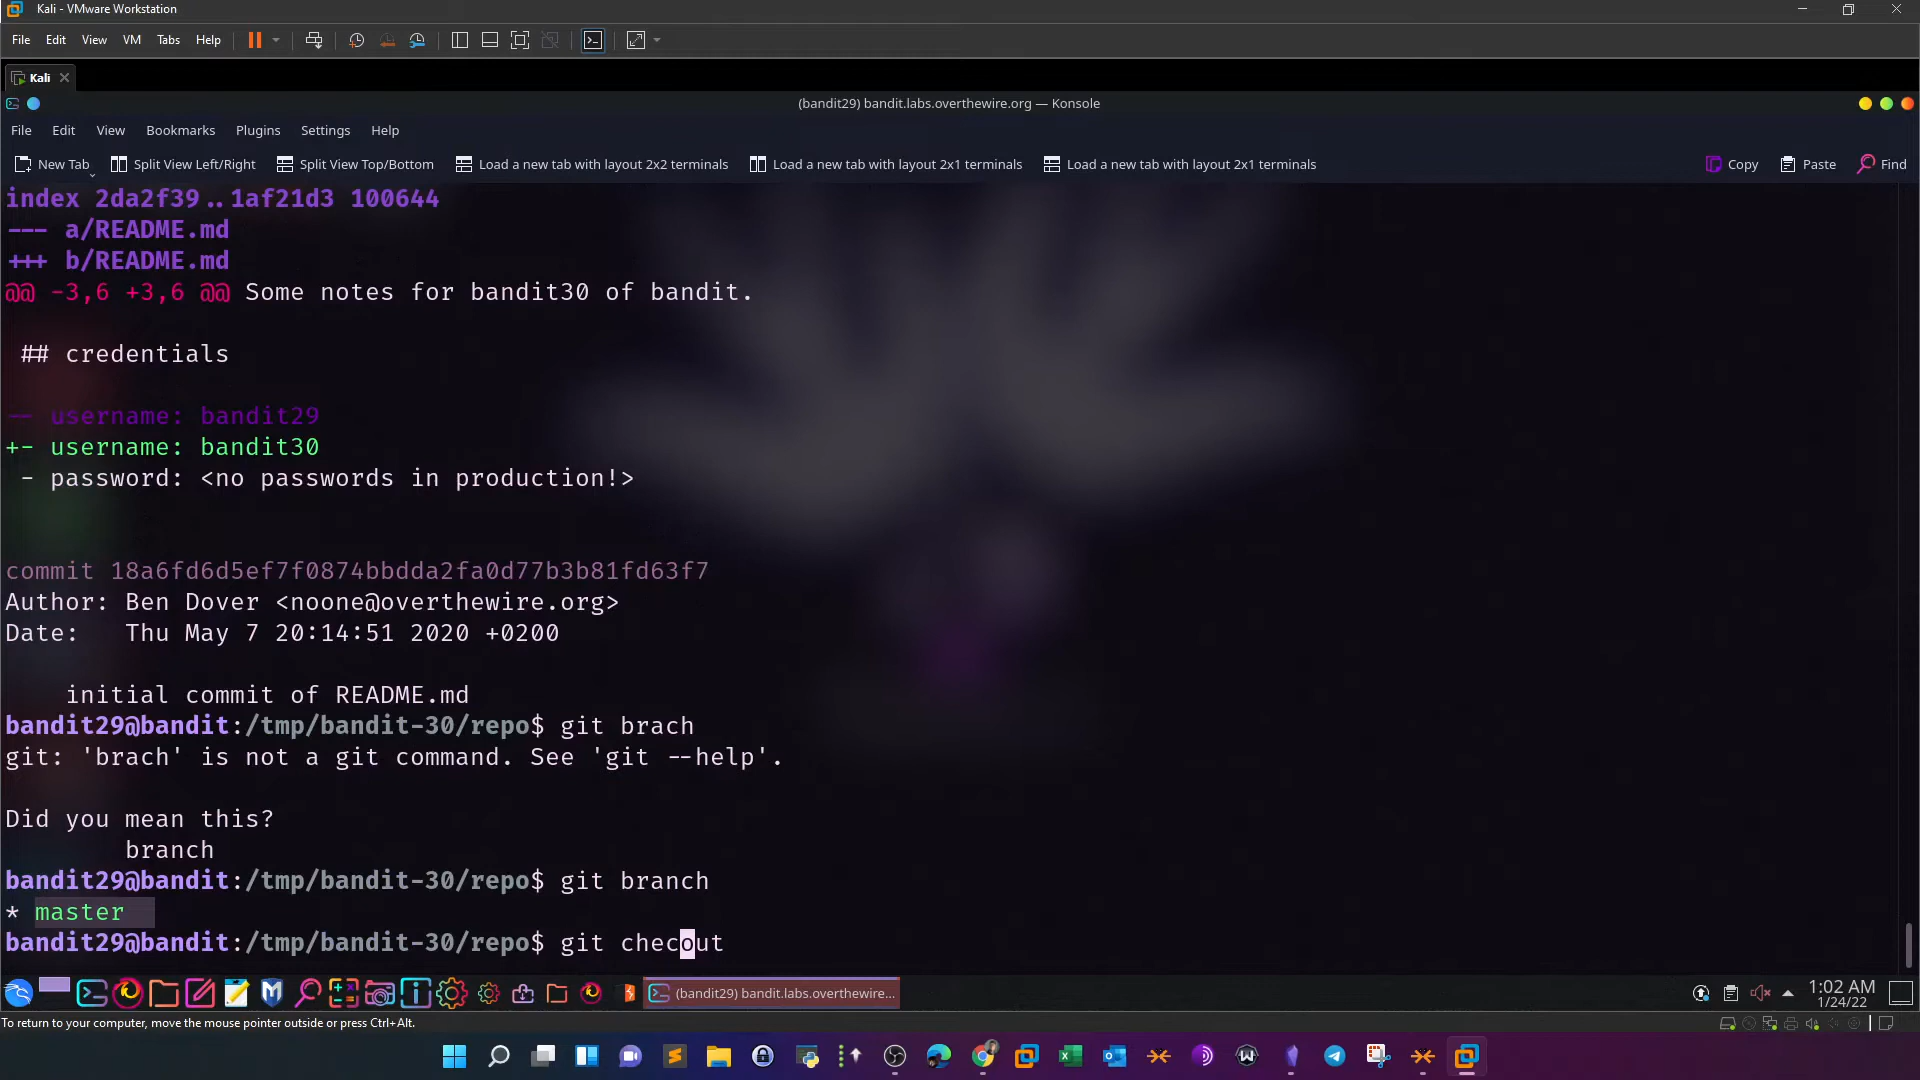 Kali - VMware Workstation
File Edit View VM Tabs Help
Kali
(bandit29) bandit.labs.overthewire.org — Konsole
File Edit View Bookmarks Plugins Settings Help
New Tab Split View Left/Right Split View Top/Bottom Load a new tab with layout 2x2 terminals Load a new tab with layout 2x1 terminals Load a new tab with layout 2x1 terminals Copy Paste Find
index 2da2f39..1af21d3 100644
--- a/README.md
+++ b/README.md
@@ -3,6 +3,6 @@ Some notes for bandit30 of bandit.
## credentials
-- username: bandit29
+- username: bandit30
- password: <no passwords in production!>
commit 18a6fd6d5ef7f0874bbdda2fa0d77b3b81fd63f7
Author: Ben Dover <noone@overthewire.org>
Date:   Thu May 7 20:14:51 2020 +0200
initial commit of README.md
bandit29@bandit:/tmp/bandit-30/repo$ git brach
git: 'brach' is not a git command. See 'git --help'.
Did you mean this?
branch
bandit29@bandit:/tmp/bandit-30/repo$ git branch
* master
bandit29@bandit:/tmp/bandit-30/repo$ git checout
(bandit29) bandit.labs.overthewire...
1:02 AM
1/24/22
To return to your computer, move the mouse pointer outside or press Ctrl+Alt.